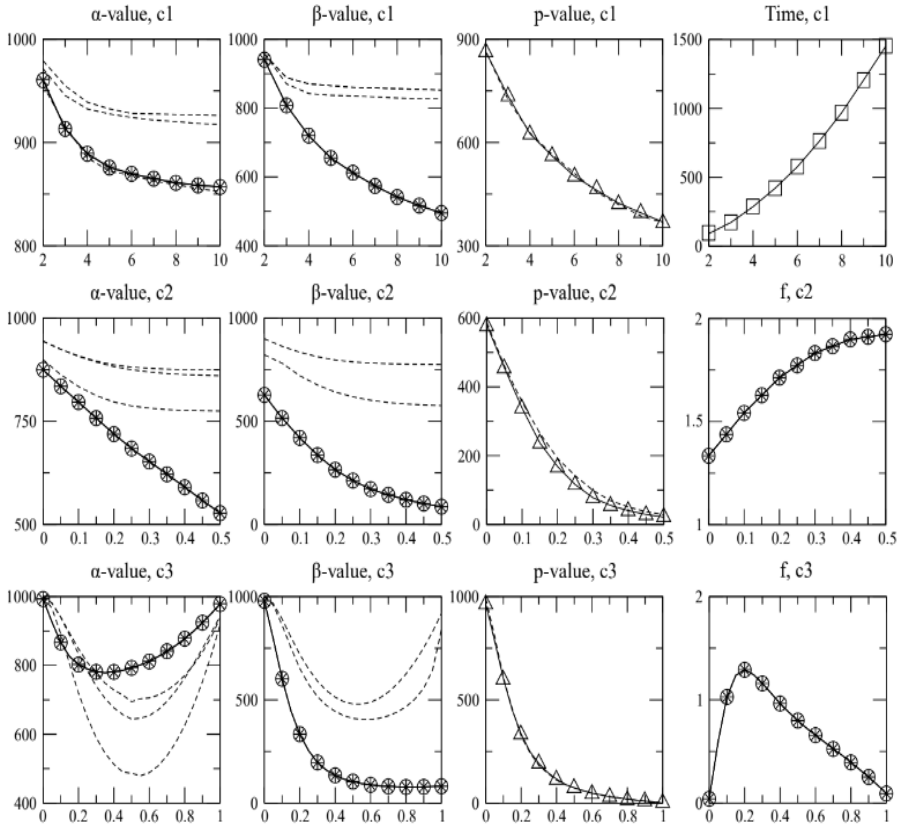 α-value, c1
β-value, c1
p-value, c1
Time, c1
1000
900
800
2 4 6 8 10
1000
800
600
400
2 4 6 8 10
900
600
300
2 4 6 8 10
1500
1000
500
0
2 4 6 8 10
α-value, c2
β-value, c2
p-value, c2
f, c2
1000
750
500
0 0.1 0.2 0.3 0.4 0.5
1000
500
0
0 0.1 0.2 0.3 0.4 0.5
600
400
200
0
0 0.1 0.2 0.3 0.4 0.5
2
1.5
1
0 0.1 0.2 0.3 0.4 0.5
α-value, c3
β-value, c3
p-value, c3
f, c3
1000
800
600
400
0 0.2 0.4 0.6 0.8 1
1000
500
0
0 0.2 0.4 0.6 0.8 1
1000
500
0
0 0.2 0.4 0.6 0.8 1
2
1
0
0 0.2 0.4 0.6 0.8 1